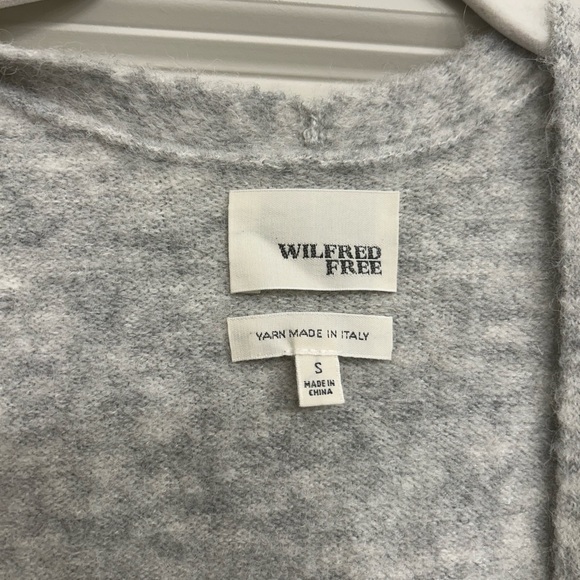 WILFRED
FREE
YARN MADE IN ITALY
S
MADE IN
CHINA